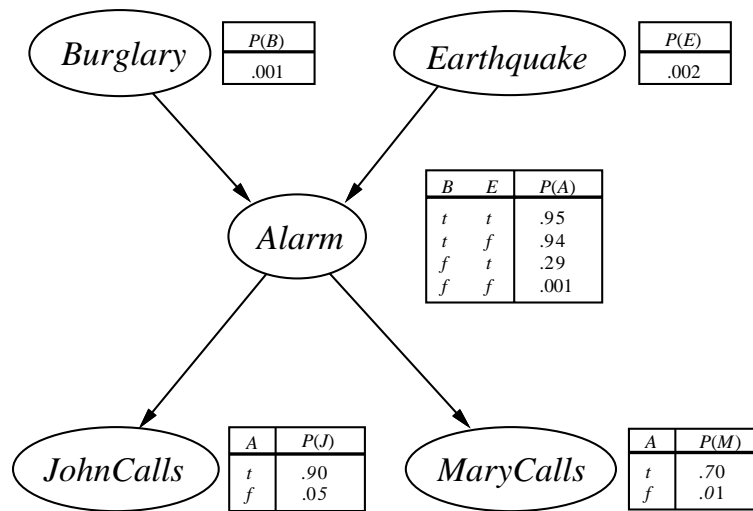 Burglary
P(B)
.001
Earthquake
P(E)
.002
Alarm
B E P(A)
t t .95
t f .94
f t .29
f f .001
JohnCalls
A P(J)
t .90
f .05
MaryCalls
A P(M)
t .70
f .01